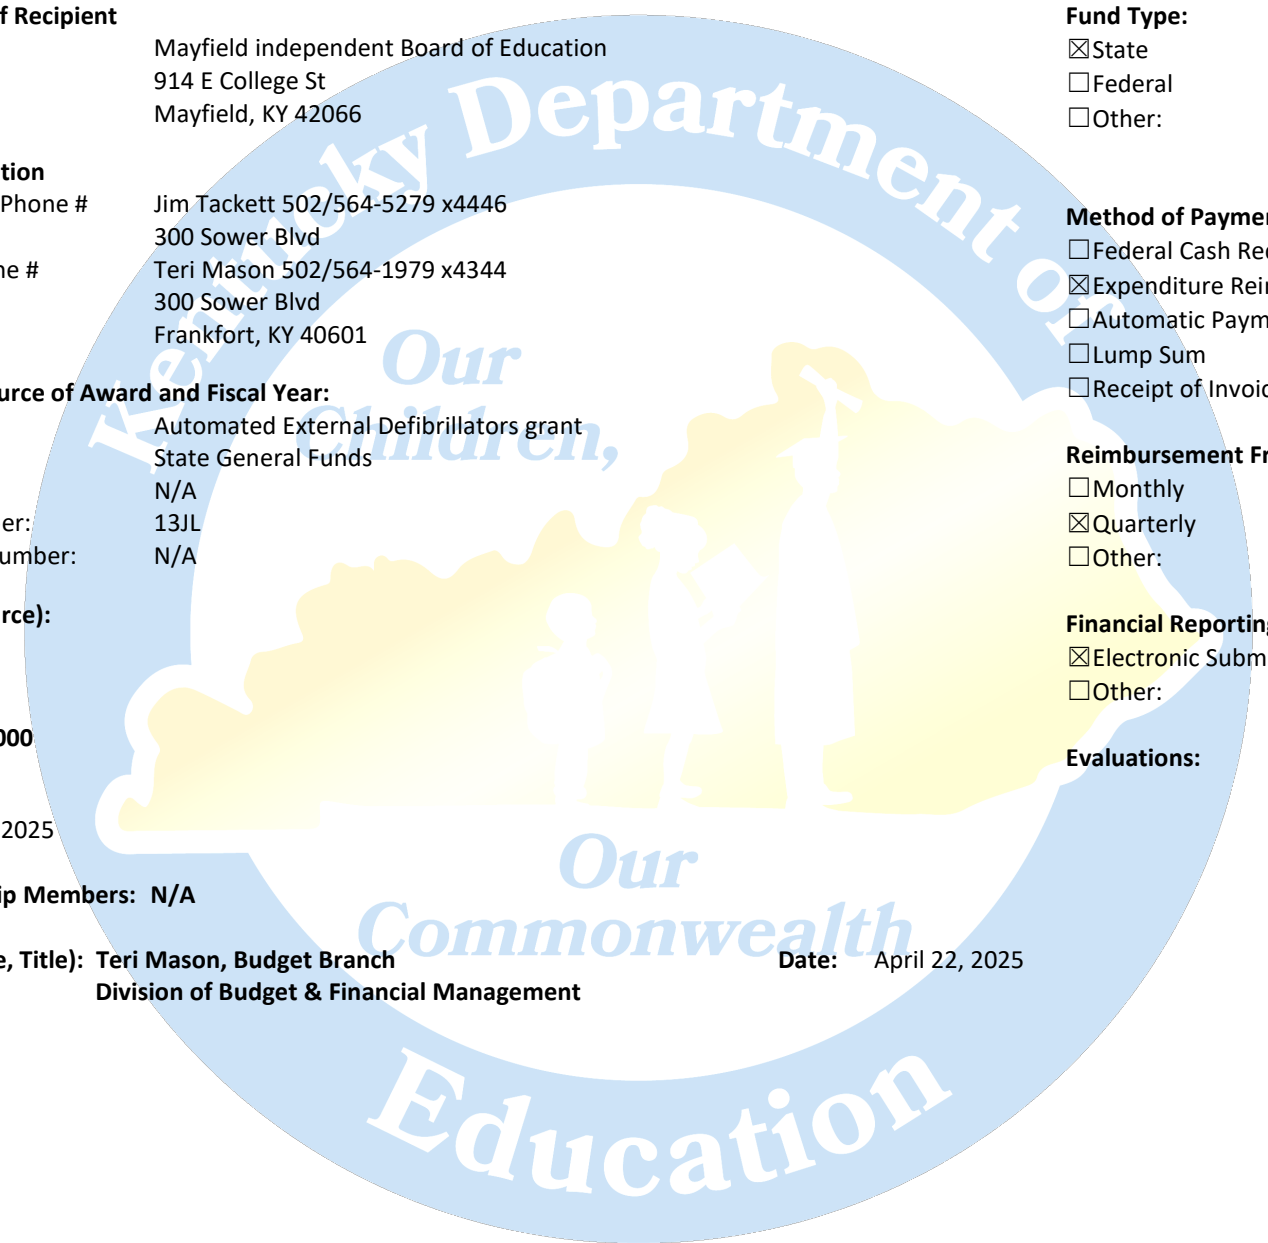 f Recipient
Mayfield independent Board of Education
914 E College St
Mayfield, KY 42066
tion
Phone # Jim Tackett 502/564-5279 x4446
300 Sower Blvd
ne # Teri Mason 502/564-1979 x4344
300 Sower Blvd
Frankfort, KY 40601
urce of Award and Fiscal Year:
Automated External Defibrillators grant
State General Funds
N/A
er: 13JL
umber: N/A
rce):
000
2025
ip Members: N/A
e, Title): Teri Mason, Budget Branch
Division of Budget & Financial Management
Date: April 22, 2025
Fund Type:
☒State
☐Federal
☐Other:
Method of Paymen
☐Federal Cash Req
☒Expenditure Reim
☐Automatic Paym
☐Lump Sum
☐Receipt of Invoic
Reimbursement Fr
☐Monthly
☒Quarterly
☐Other:
Financial Reporting
☒Electronic Subm
☐Other:
Evaluations:
Kentucky Department of
Education
Our
Children,
Our
Commonwealth